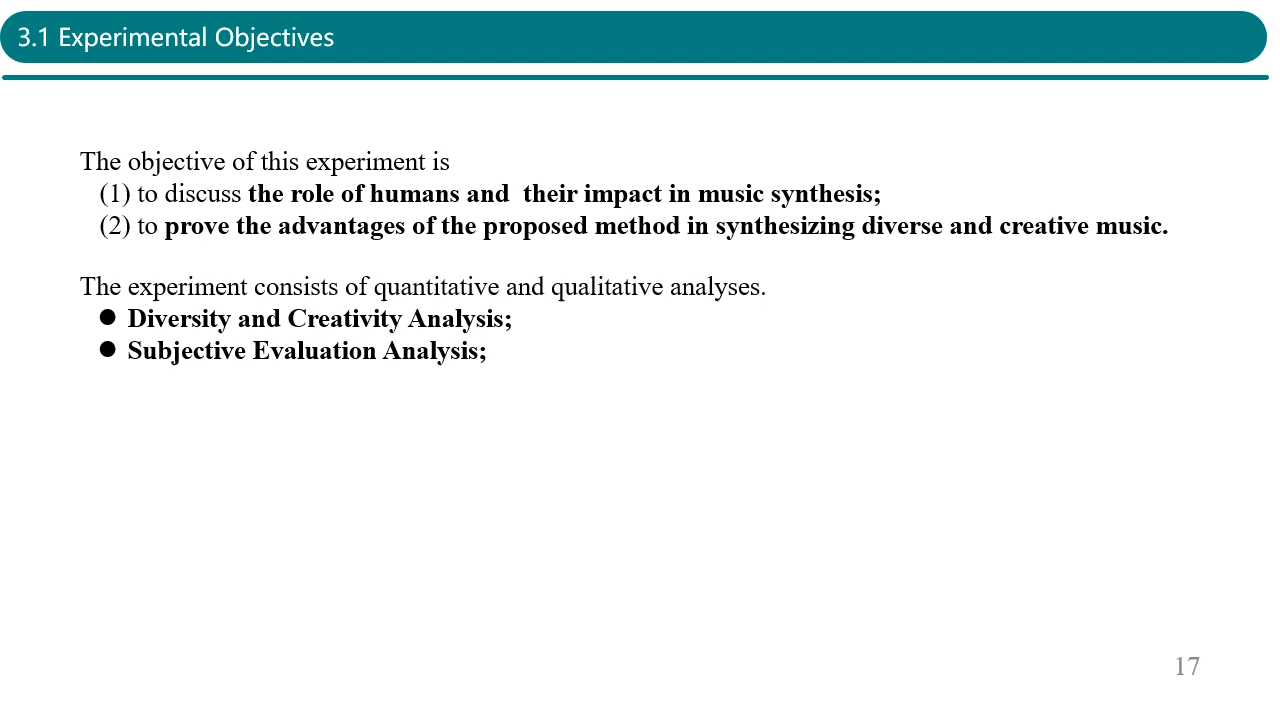 3.1 Experimental Objectives
The objective of this experiment is
(1) to discuss the role of humans and  their impact in music synthesis;
(2) to prove the advantages of the proposed method in synthesizing diverse and creative music.
The experiment consists of quantitative and qualitative analyses.
● Diversity and Creativity Analysis;
● Subjective Evaluation Analysis;
17